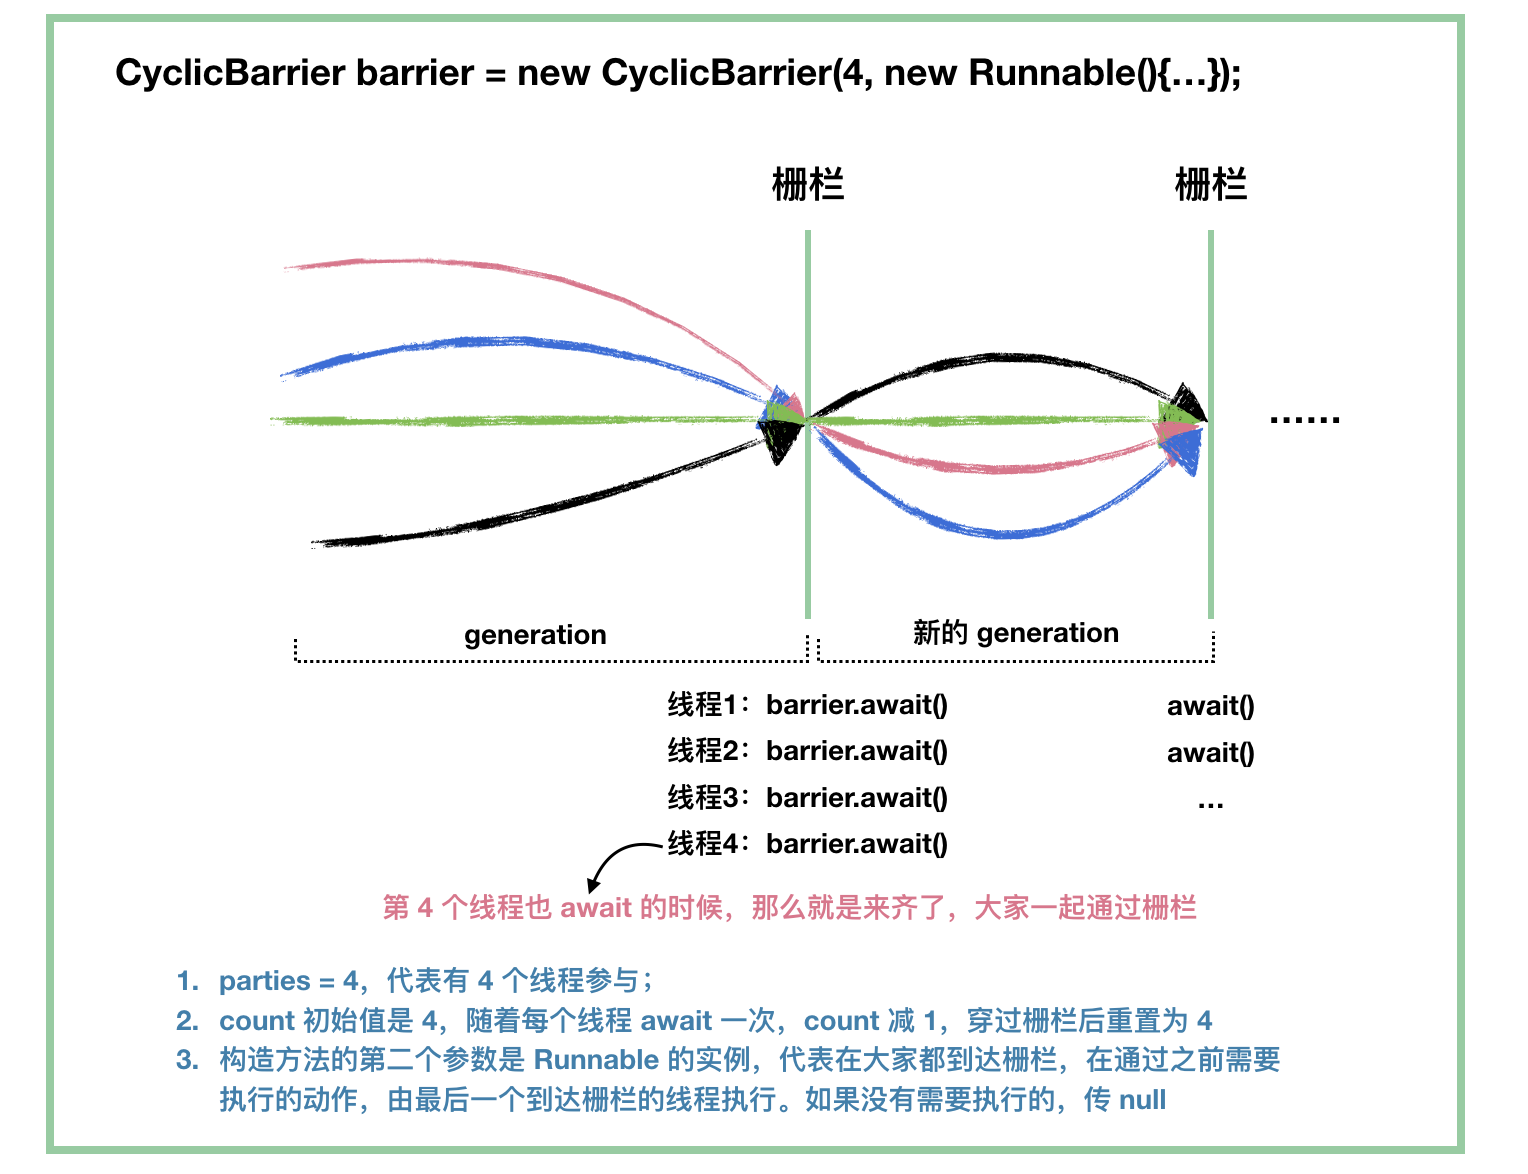 CyclicBarrier barrier = new CyclicBarrier(4, new Runnable(){...});
栅栏 栅栏
......
generation 新的 generation
线程1：barrier.await() await()
线程2：barrier.await() await()
线程3：barrier.await() ...
线程4：barrier.await()
第 4 个线程也 await 的时候，那么就是来齐了，大家一起通过栅栏
1. parties = 4，代表有 4 个线程参与；
2. count 初始值是 4，随着每个线程 await 一次，count 减 1，穿过栅栏后重置为 4
3. 构造方法的第二个参数是 Runnable 的实例，代表在大家都到达栅栏，在通过之前需要
执行的动作，由最后一个到达栅栏的线程执行。如果没有需要执行的，传 null